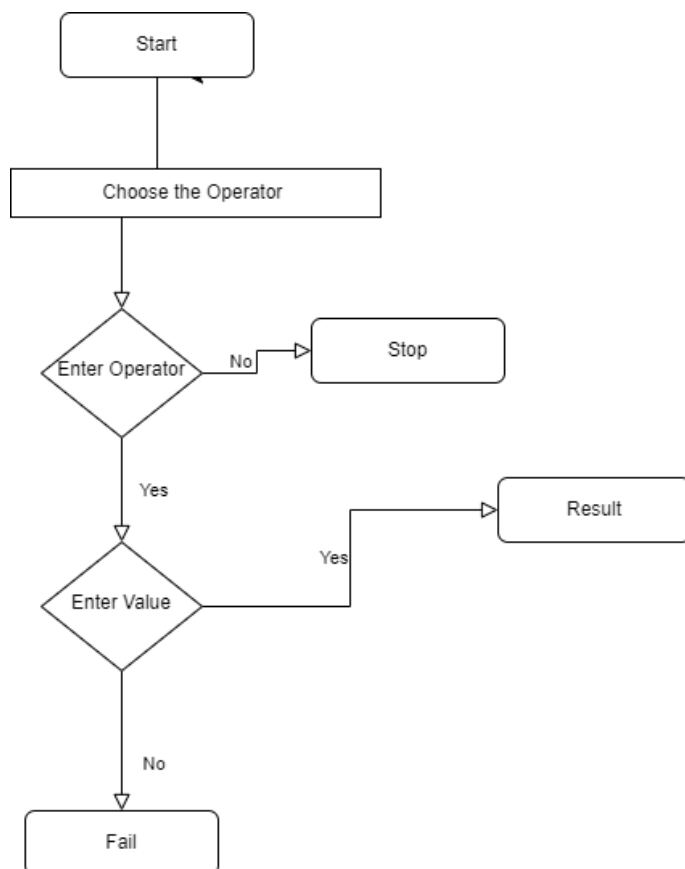 Start
Choose the Operator
Enter Operator
No
Stop
Yes
Result
Yes
Enter Value
No
Fail